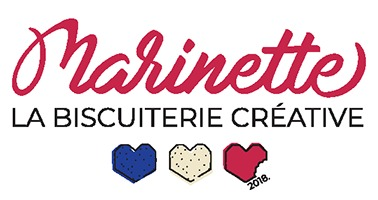 Marinette
LA BISCUITERIE CRÉATIVE
2018.